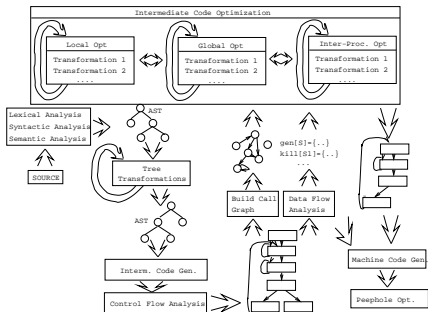 Intermediate Code Optimization
Local Opt
Transformation 1
Transformation 2
....
Global Opt
Transformation 1
Transformation 2
....
Inter-Proc. Opt
Transformation 1
Transformation 2
....
Lexical Analysis
Syntactic Analysis
Semantic Analysis
SOURCE
AST
Tree
Transformations
AST
Interm. Code Gen.
Control Flow Analysis
gen[S]={..}
kill[S1]={..}
...
Build Call
Graph
Data Flow
Analysis
Machine Code Gen.
Peephole Opt.